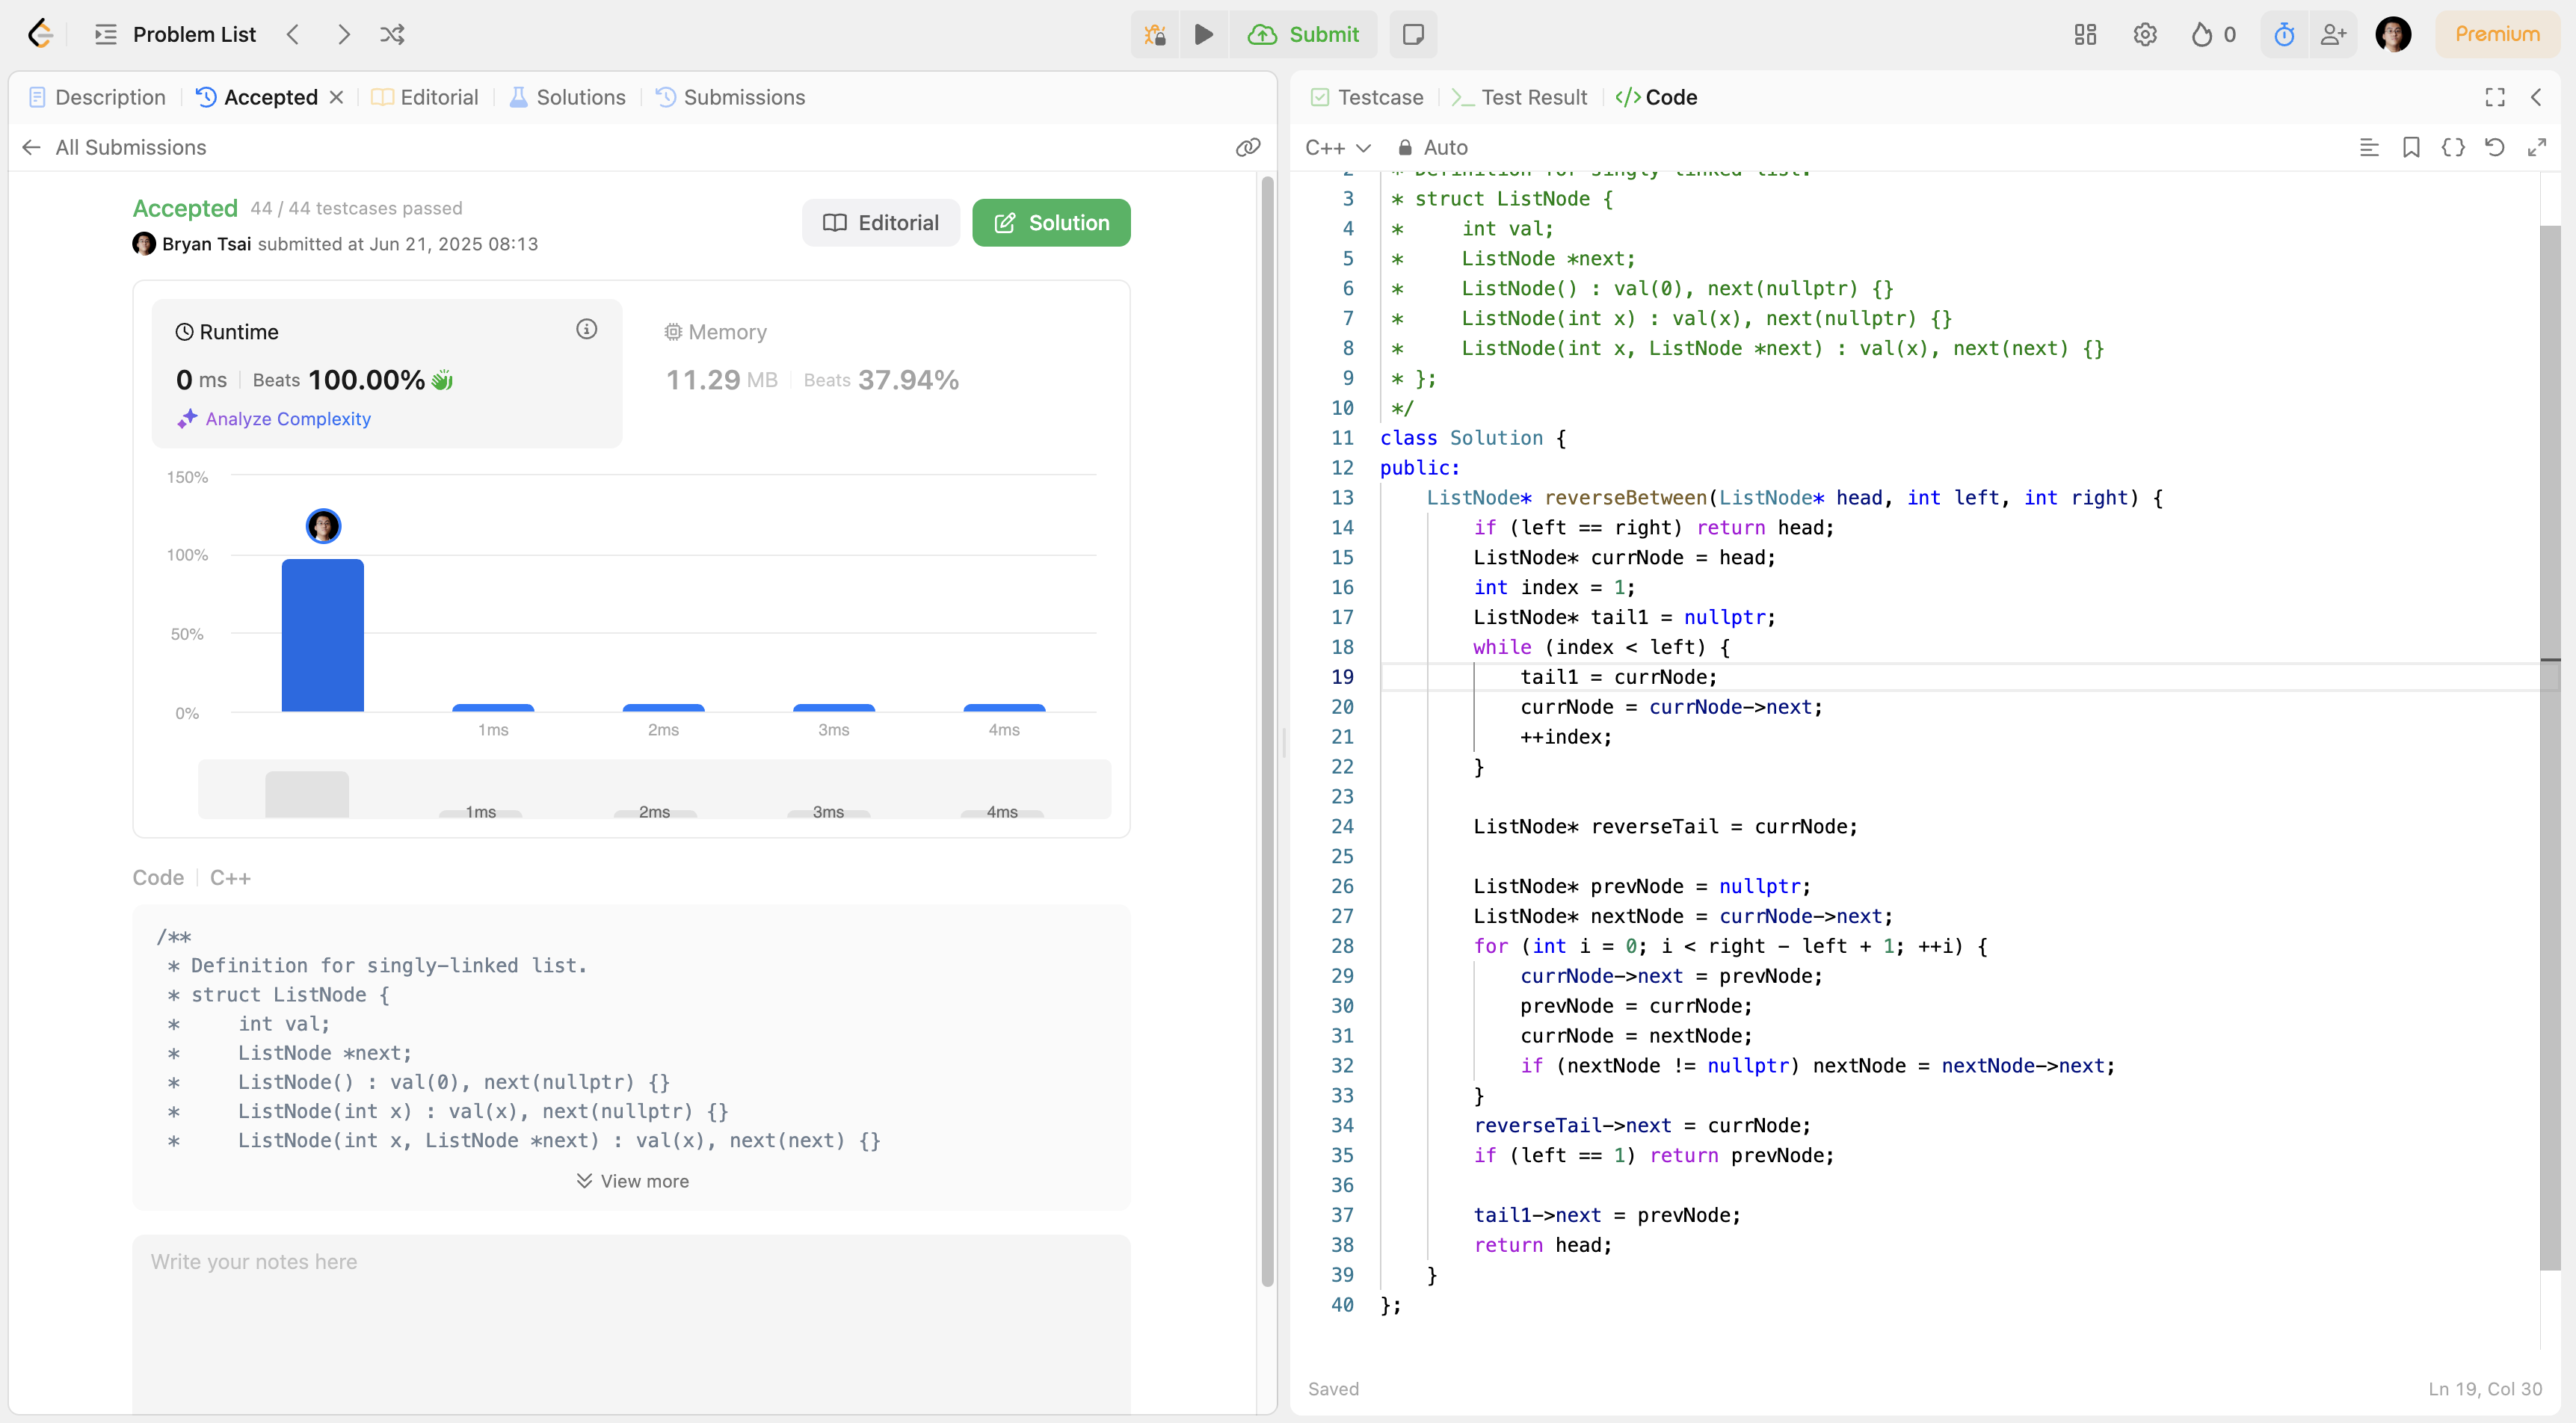 Problem List
Submit
0
Premium
Description
Accepted
Editorial
Solutions
Submissions
All Submissions
Accepted 44 / 44 testcases passed
Bryan Tsai submitted at Jun 21, 2025 08:13
Editorial
Solution
Runtime
0 ms Beats 100.00%
Analyze Complexity
Memory
11.29 MB Beats 37.94%
150%
100%
50%
0%
1ms 2ms 3ms 4ms
1ms 2ms 3ms 4ms
Code C++
/**
* Definition for singly-linked list.
* struct ListNode {
*     int val;
*     ListNode *next;
*     ListNode() : val(0), next(nullptr) {}
*     ListNode(int x) : val(x), next(nullptr) {}
*     ListNode(int x, ListNode *next) : val(x), next(next) {}
View more
Write your notes here
Testcase
Test Result
</> Code
C++ Auto
2 * Definition for singly-linked list.
3 * struct ListNode {
4 *     int val;
5 *     ListNode *next;
6 *     ListNode() : val(0), next(nullptr) {}
7 *     ListNode(int x) : val(x), next(nullptr) {}
8 *     ListNode(int x, ListNode *next) : val(x), next(next) {}
9 * };
10 */
11 class Solution {
12 public:
13     ListNode* reverseBetween(ListNode* head, int left, int right) {
14         if (left == right) return head;
15         ListNode* currNode = head;
16         int index = 1;
17         ListNode* tail1 = nullptr;
18         while (index < left) {
19             tail1 = currNode;
20             currNode = currNode->next;
21             ++index;
22         }
23
24         ListNode* reverseTail = currNode;
25
26         ListNode* prevNode = nullptr;
27         ListNode* nextNode = currNode->next;
28         for (int i = 0; i < right - left + 1; ++i) {
29             currNode->next = prevNode;
30             prevNode = currNode;
31             currNode = nextNode;
32             if (nextNode != nullptr) nextNode = nextNode->next;
33         }
34         reverseTail->next = currNode;
35         if (left == 1) return prevNode;
36
37         tail1->next = prevNode;
38         return head;
39     }
40 };
Saved
Ln 19, Col 30